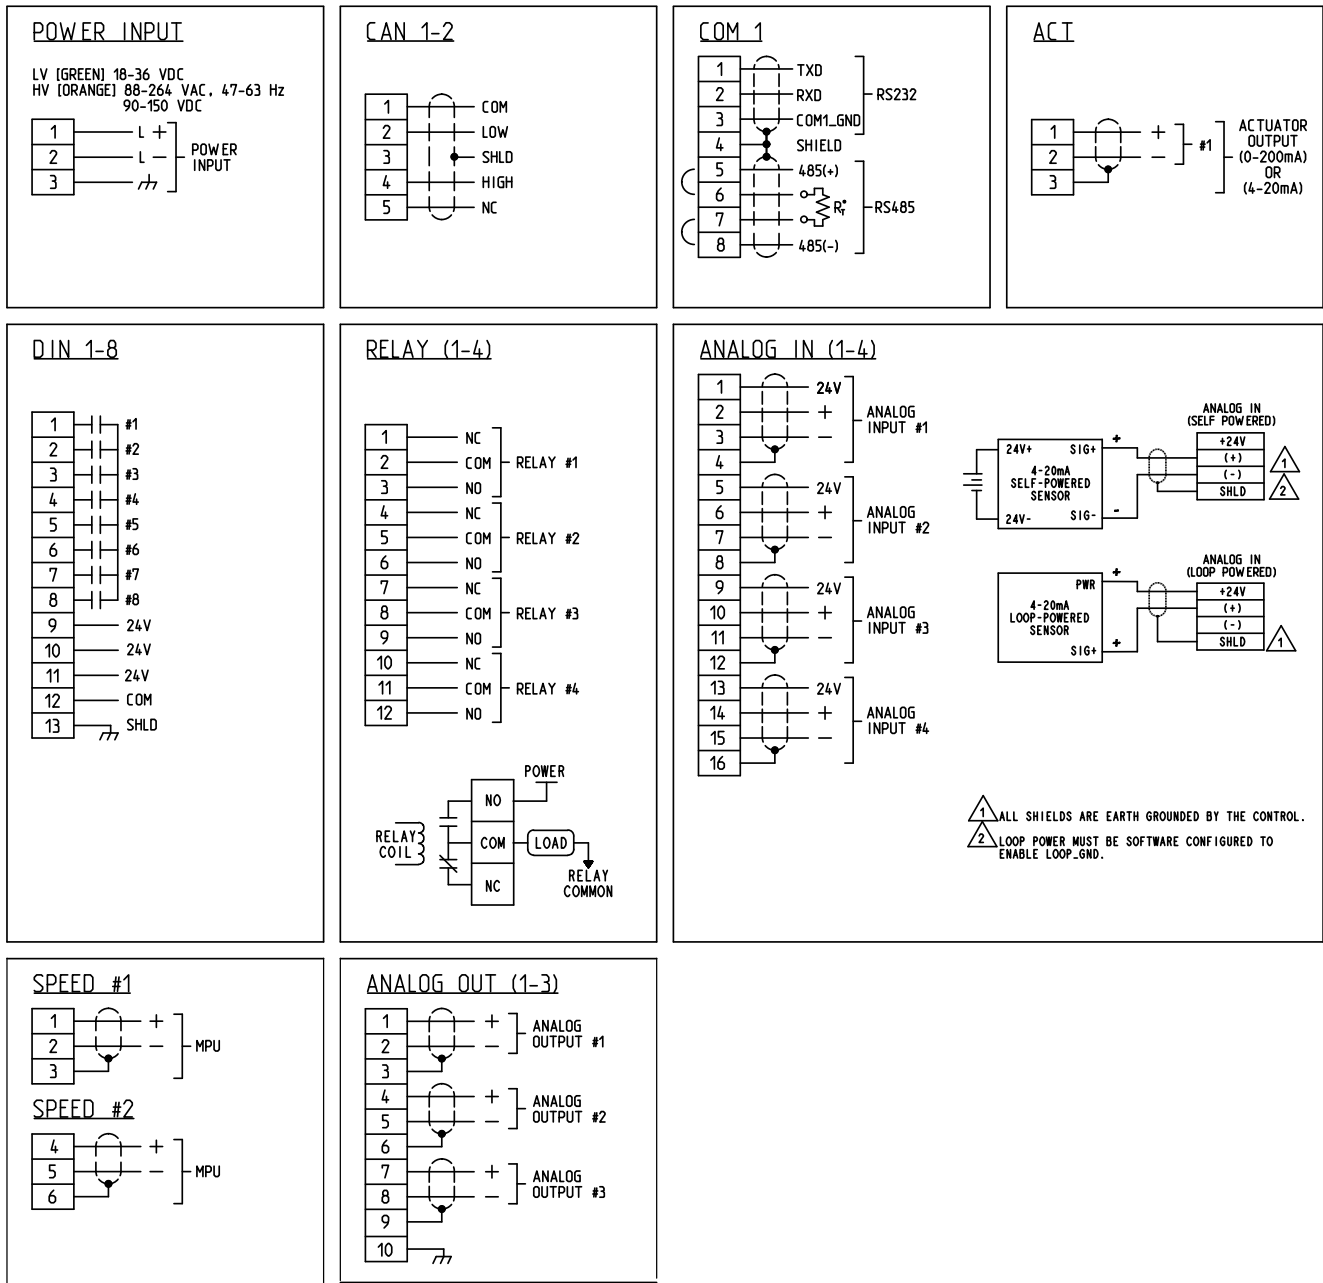 POWER INPUT
LV [GREEN] 18-36 VDC
HV [ORANGE] 88-264 VAC, 47-63 Hz
90-150 VDC
1 L +
2 L -
3
POWER
INPUT
CAN 1-2
1 COM
2 LOW
3 SHLD
4 HIGH
5 NC
COM 1
1 TXD
2 RXD
3 COM1_GND
4 SHIELD
5 485(+)
6
7
8 485(-)
RS232
R*T
RS485
ACT
1 +
2 -
3
#1
ACTUATOR
OUTPUT
(0-200mA)
OR
(4-20mA)
DIN 1-8
1 #1
2 #2
3 #3
4 #4
5 #5
6 #6
7 #7
8 #8
9 24V
10 24V
11 24V
12 COM
13 SHLD
RELAY (1-4)
1 NC
2 COM RELAY #1
3 NO
4 NC
5 COM RELAY #2
6 NO
7 NC
8 COM RELAY #3
9 NO
10 NC
11 COM RELAY #4
12 NO
POWER
NO
RELAY
COIL
COM
LOAD
NC
RELAY
COMMON
ANALOG IN (1-4)
1 24V
2 +
3 -
4
ANALOG
INPUT #1
5 24V
6 +
7 -
8
ANALOG
INPUT #2
9 24V
10 +
11 -
12
ANALOG
INPUT #3
13 24V
14 +
15 -
16
ANALOG
INPUT #4
ANALOG IN
(SELF POWERED)
24V+ SIG+ +
4-20mA
SELF-POWERED
SENSOR
24V- SIG- -
+24V
(+)
(-)
SHLD
1
2
ANALOG IN
(LOOP POWERED)
PWR +
4-20mA
LOOP-POWERED
SENSOR
SIG+ +
+24V
(+)
(-)
SHLD
1
1 ALL SHIELDS ARE EARTH GROUNDED BY THE CONTROL.
2 LOOP POWER MUST BE SOFTWARE CONFIGURED TO
ENABLE LOOP_GND.
SPEED #1
1 +
2 - MPU
3
SPEED #2
4 +
5 - MPU
6
ANALOG OUT (1-3)
1 +
2 -
3
ANALOG
OUTPUT #1
4 +
5 -
6
ANALOG
OUTPUT #2
7 +
8 -
9
ANALOG
OUTPUT #3
10